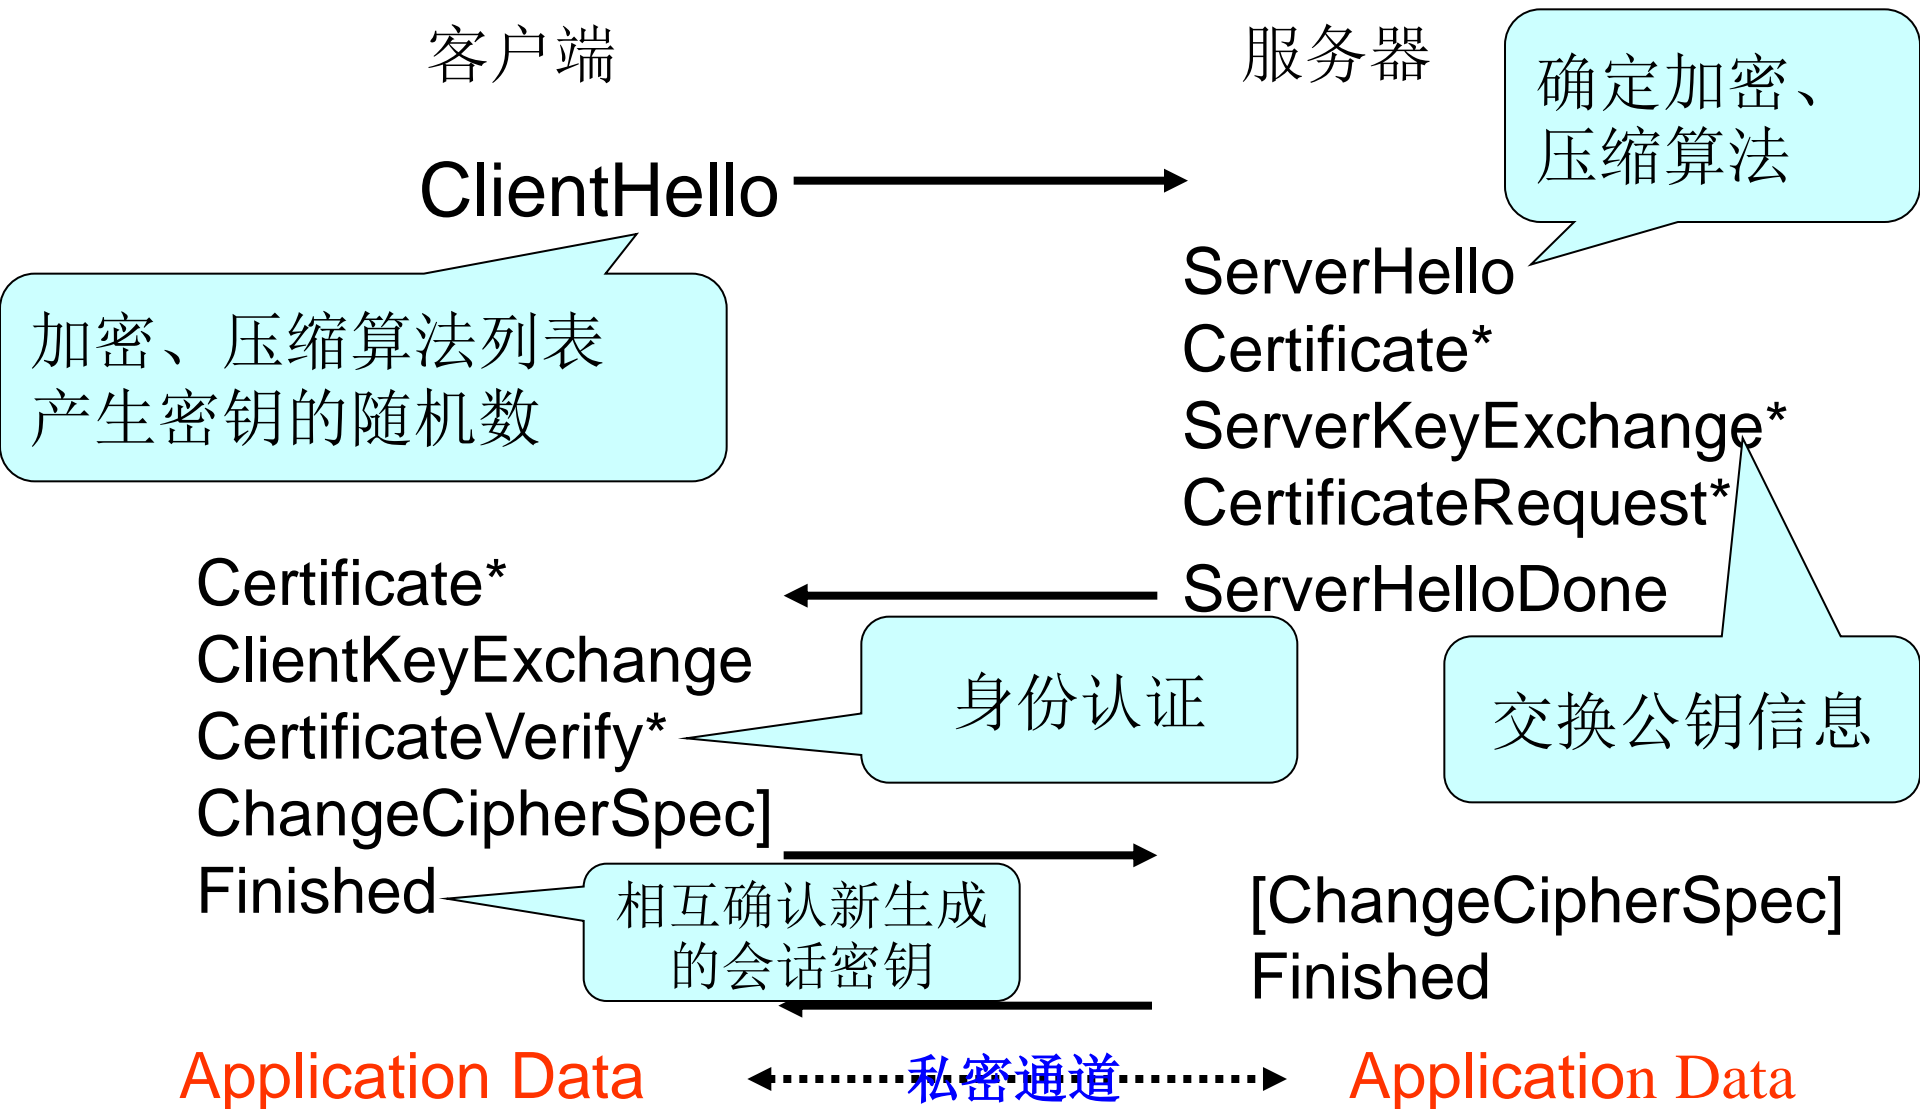 客户端
服务器
确定加密、
压缩算法
ClientHello
ServerHello
加密、压缩算法列表
产生密钥的随机数
Certificate*
ServerKeyExchange*
CertificateRequest*
ServerHelloDone
Certificate*
ClientKeyExchange
CertificateVerify*
ChangeCipherSpec]
Finished
身份认证
交换公钥信息
相互确认新生成
的会话密钥
[ChangeCipherSpec]
Finished
Application Data
私密通道
Application Data